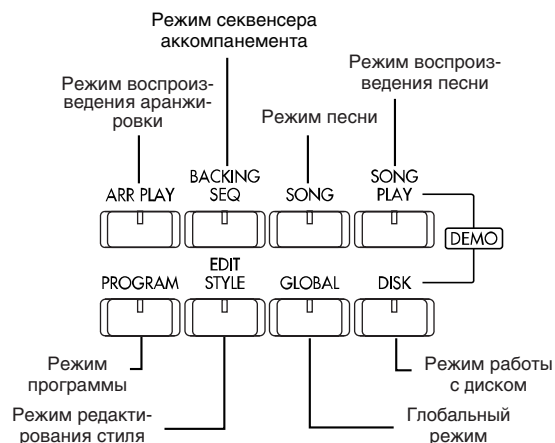 Режим секвенсера
аккомпанемента
Режим воспроиз-
ведения аранжи-
ровки
Режим песни
Режим воспроиз-
ведения песни
ARR PLAY
BACKING
SEQ
SONG
SONG
PLAY
DEMO
PROGRAM
EDIT
STYLE
GLOBAL
DISK
Режим
программы
Режим редакти-
рования стиля
Глобальный
режим
Режим работы
с диском